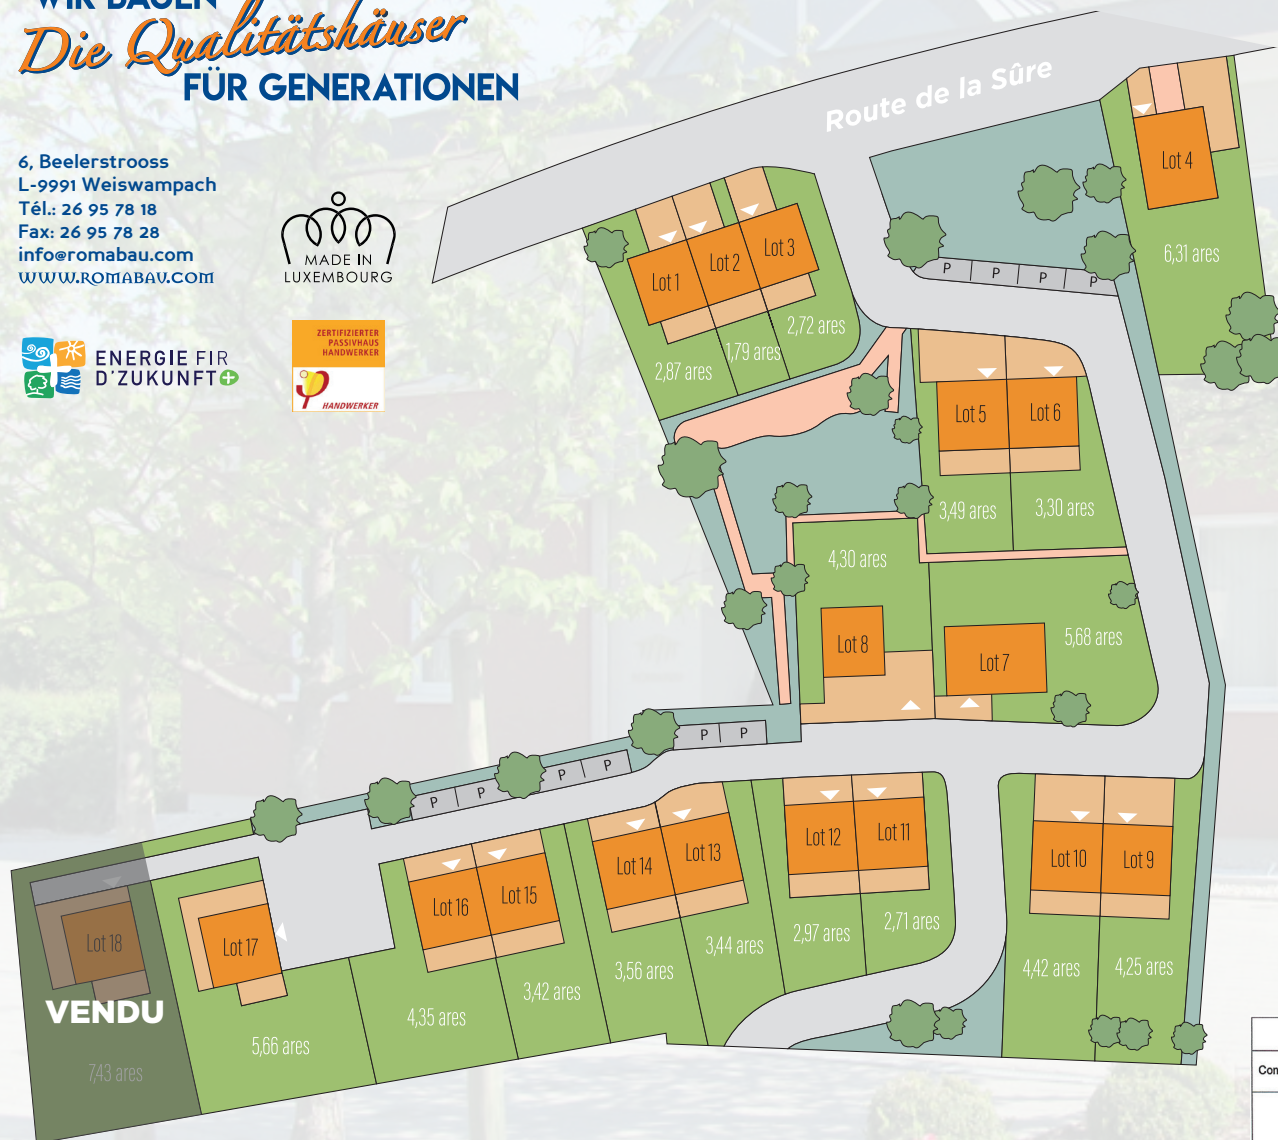 WIR BAUEN
Die Qualitätshäuser
FÜR GENERATIONEN
6, Beelerstrooss
L-9991 Weiswampach
Tél.: 26 95 78 18
Fax: 26 95 78 28
info@romabau.com
WWW.ROMABAU.COM
MADE IN
LUXEMBOURG
ENERGIE FIR
D'ZUKUNFT+
ZERTIFIZIERTER
PASSIVHAUS
HANDWERKER
HANDWERKER
Route de la Sûre
Lot 4
6,31 ares
Lot 1
Lot 2
Lot 3
2,87 ares
1,79 ares
2,72 ares
P P P P
Lot 5
Lot 6
3,49 ares
3,30 ares
4,30 ares
Lot 8
Lot 7
5,68 ares
P P
P P
P P
Lot 18
VENDU
7,43 ares
Lot 17
5,66 ares
Lot 16
Lot 15
4,35 ares
3,42 ares
Lot 14
Lot 13
3,56 ares
3,44 ares
Lot 12
Lot 11
2,97 ares
2,71 ares
Lot 10
Lot 9
4,42 ares
4,25 ares